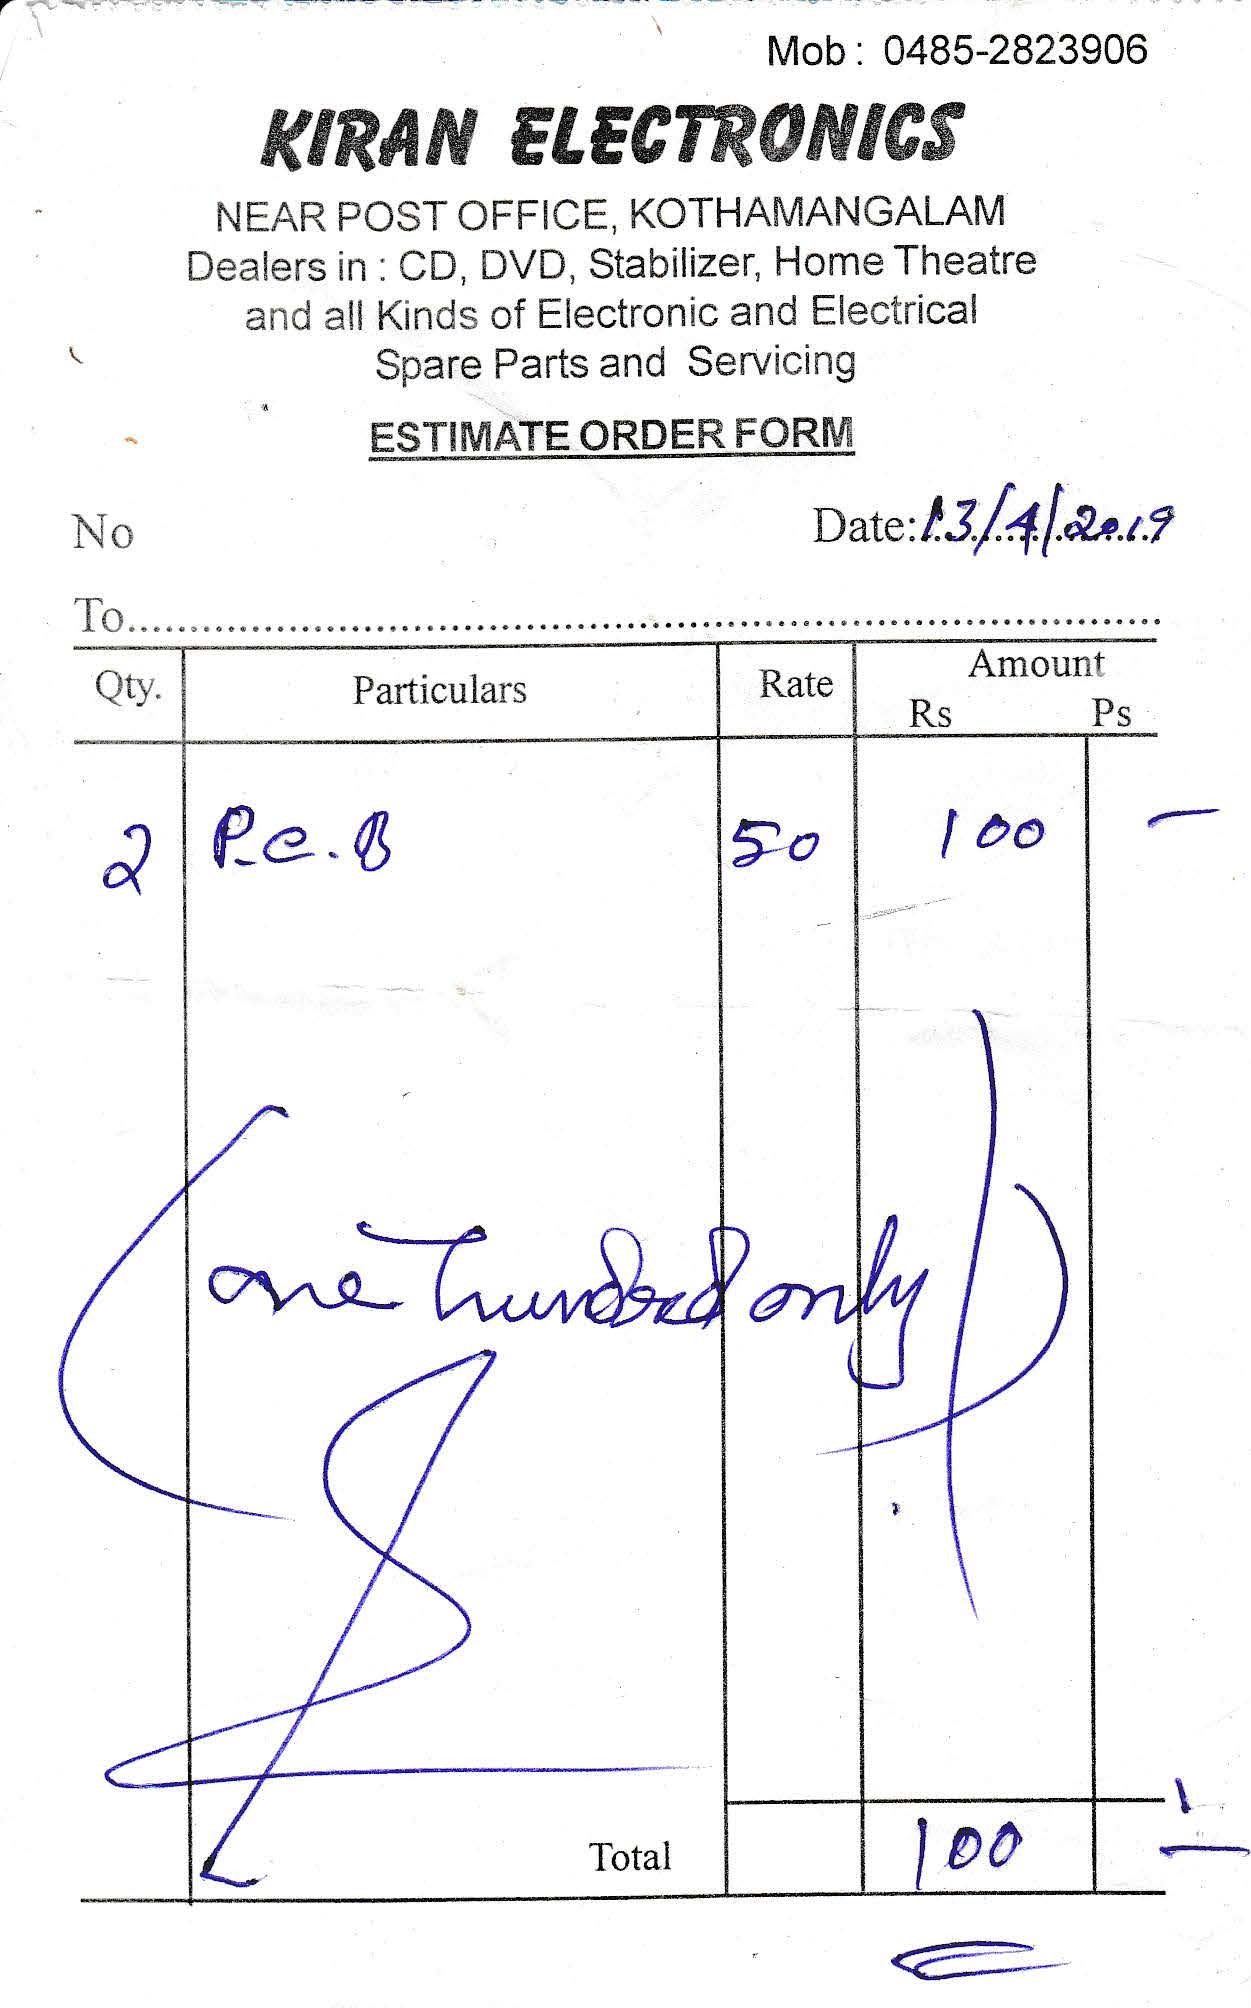 Mob : 0485-2823906
KIRAN ELECTRONICS
NEAR POST OFFICE, KOTHAMANGALAM
Dealers in : CD, DVD, Stabilizer, Home Theatre
and all Kinds of Electronic and Electrical
Spare Parts and Servicing
ESTIMATE ORDER FORM
No Date: 13/4/2019
To
Qty. Particulars Rate Amount
Rs Ps
2 P.C.B 50 100 —
(one hundred only)
Total 100 —